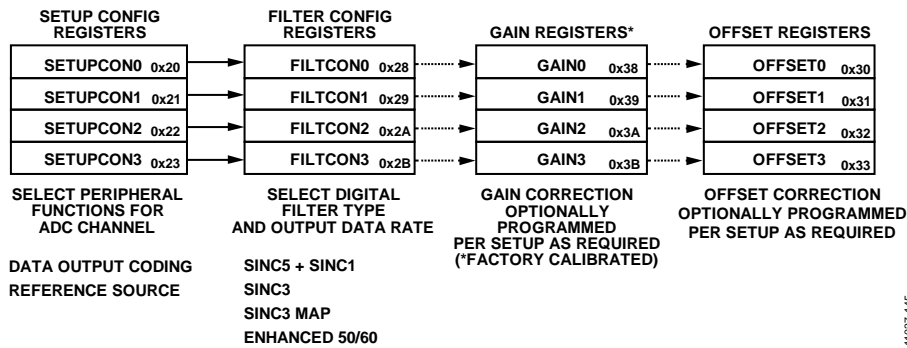 SETUP CONFIG
REGISTERS
SETUPCON0 0x20
SETUPCON1 0x21
SETUPCON2 0x22
SETUPCON3 0x23
SELECT PERIPHERAL
FUNCTIONS FOR
ADC CHANNEL
DATA OUTPUT CODING
REFERENCE SOURCE
FILTER CONFIG
REGISTERS
FILTCON0 0x28
FILTCON1 0x29
FILTCON2 0x2A
FILTCON3 0x2B
SELECT DIGITAL
FILTER TYPE
AND OUTPUT DATA RATE
SINC5 + SINC1
SINC3
SINC3 MAP
ENHANCED 50/60
GAIN REGISTERS*
GAIN0 0x38
GAIN1 0x39
GAIN2 0x3A
GAIN3 0x3B
GAIN CORRECTION
OPTIONALLY
PROGRAMMED
PER SETUP AS REQUIRED
(*FACTORY CALIBRATED)
OFFSET REGISTERS
OFFSET0 0x30
OFFSET1 0x31
OFFSET2 0x32
OFFSET3 0x33
OFFSET CORRECTION
OPTIONALLY PROGRAMMED
PER SETUP AS REQUIRED